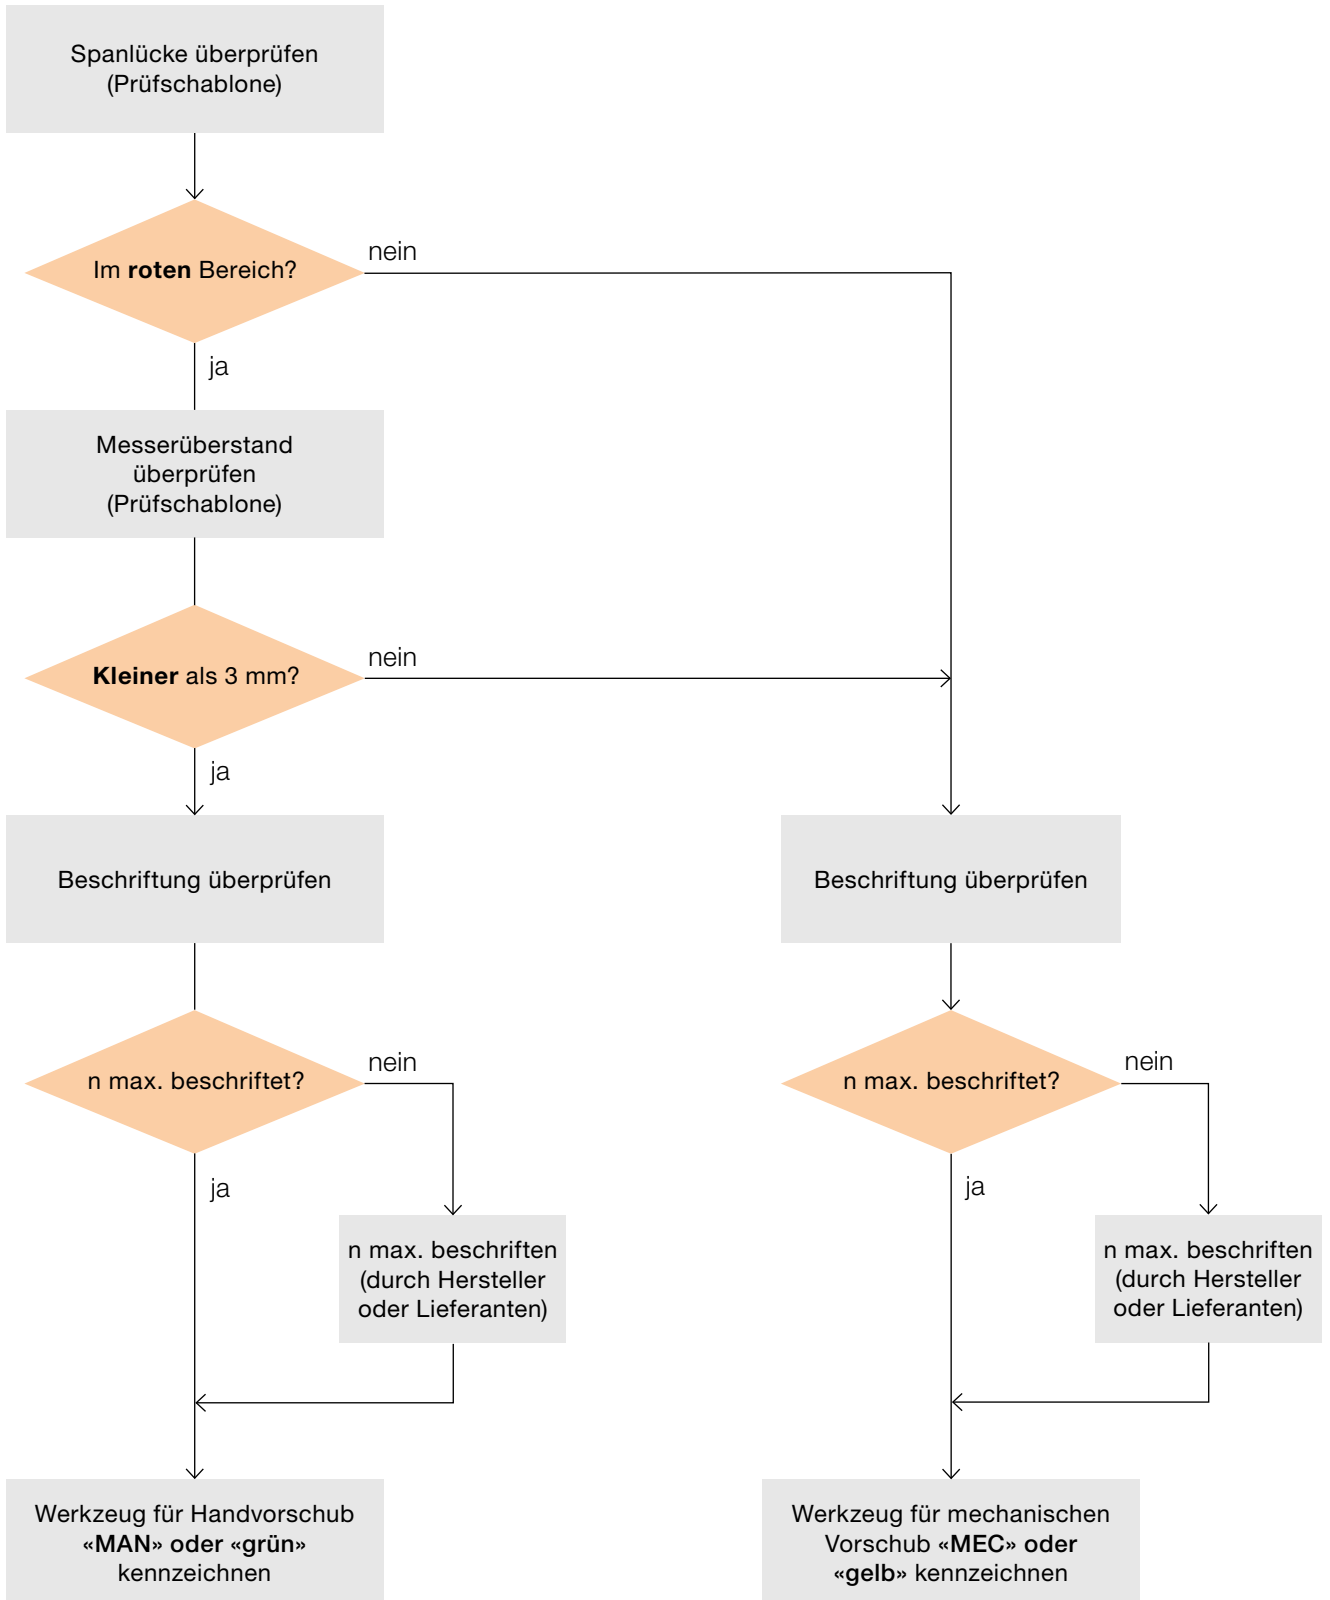 Spanlücke überprüfen
(Prüfschablone)
Im roten Bereich?
nein
ja
Messerüberstand
überprüfen
(Prüfschablone)
Kleiner als 3 mm?
nein
ja
Beschriftung überprüfen
Beschriftung überprüfen
n max. beschriftet?
nein
ja
n max. beschriften
(durch Hersteller
oder Lieferanten)
n max. beschriftet?
nein
ja
n max. beschriften
(durch Hersteller
oder Lieferanten)
Werkzeug für Handvorschub
«MAN» oder «grün»
kennzeichnen
Werkzeug für mechanischen
Vorschub «MEC» oder
«gelb» kennzeichnen